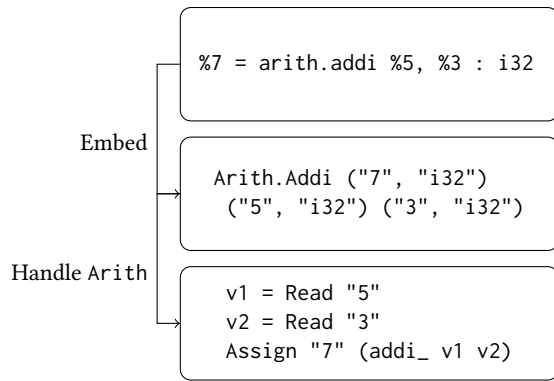 %7 = arith.addi %5, %3 : i32
Embed
Arith.Addi ("7", "i32")
("5", "i32") ("3", "i32")
Handle Arith
v1 = Read "5"
v2 = Read "3"
Assign "7" (addi_ v1 v2)